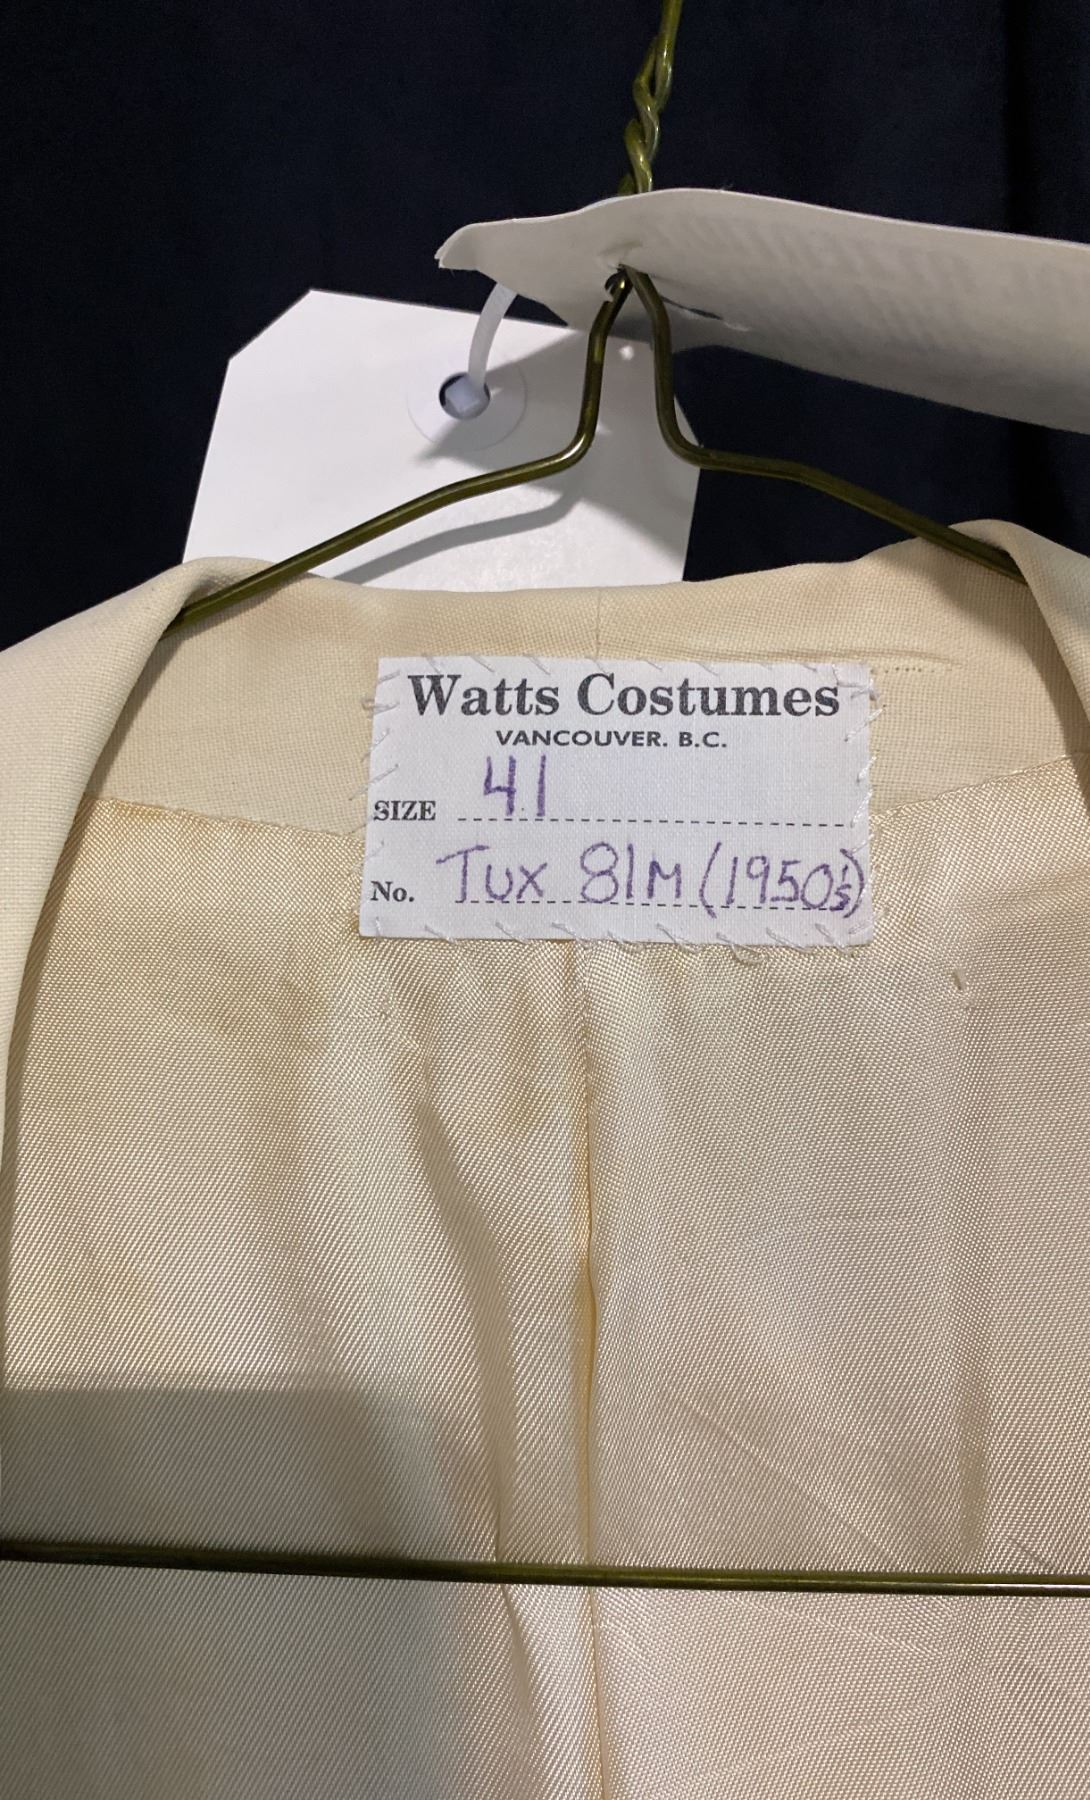 Watts Costumes
VANCOUVER. B.C.
SIZE 41
No. Tux 81M (1950's)